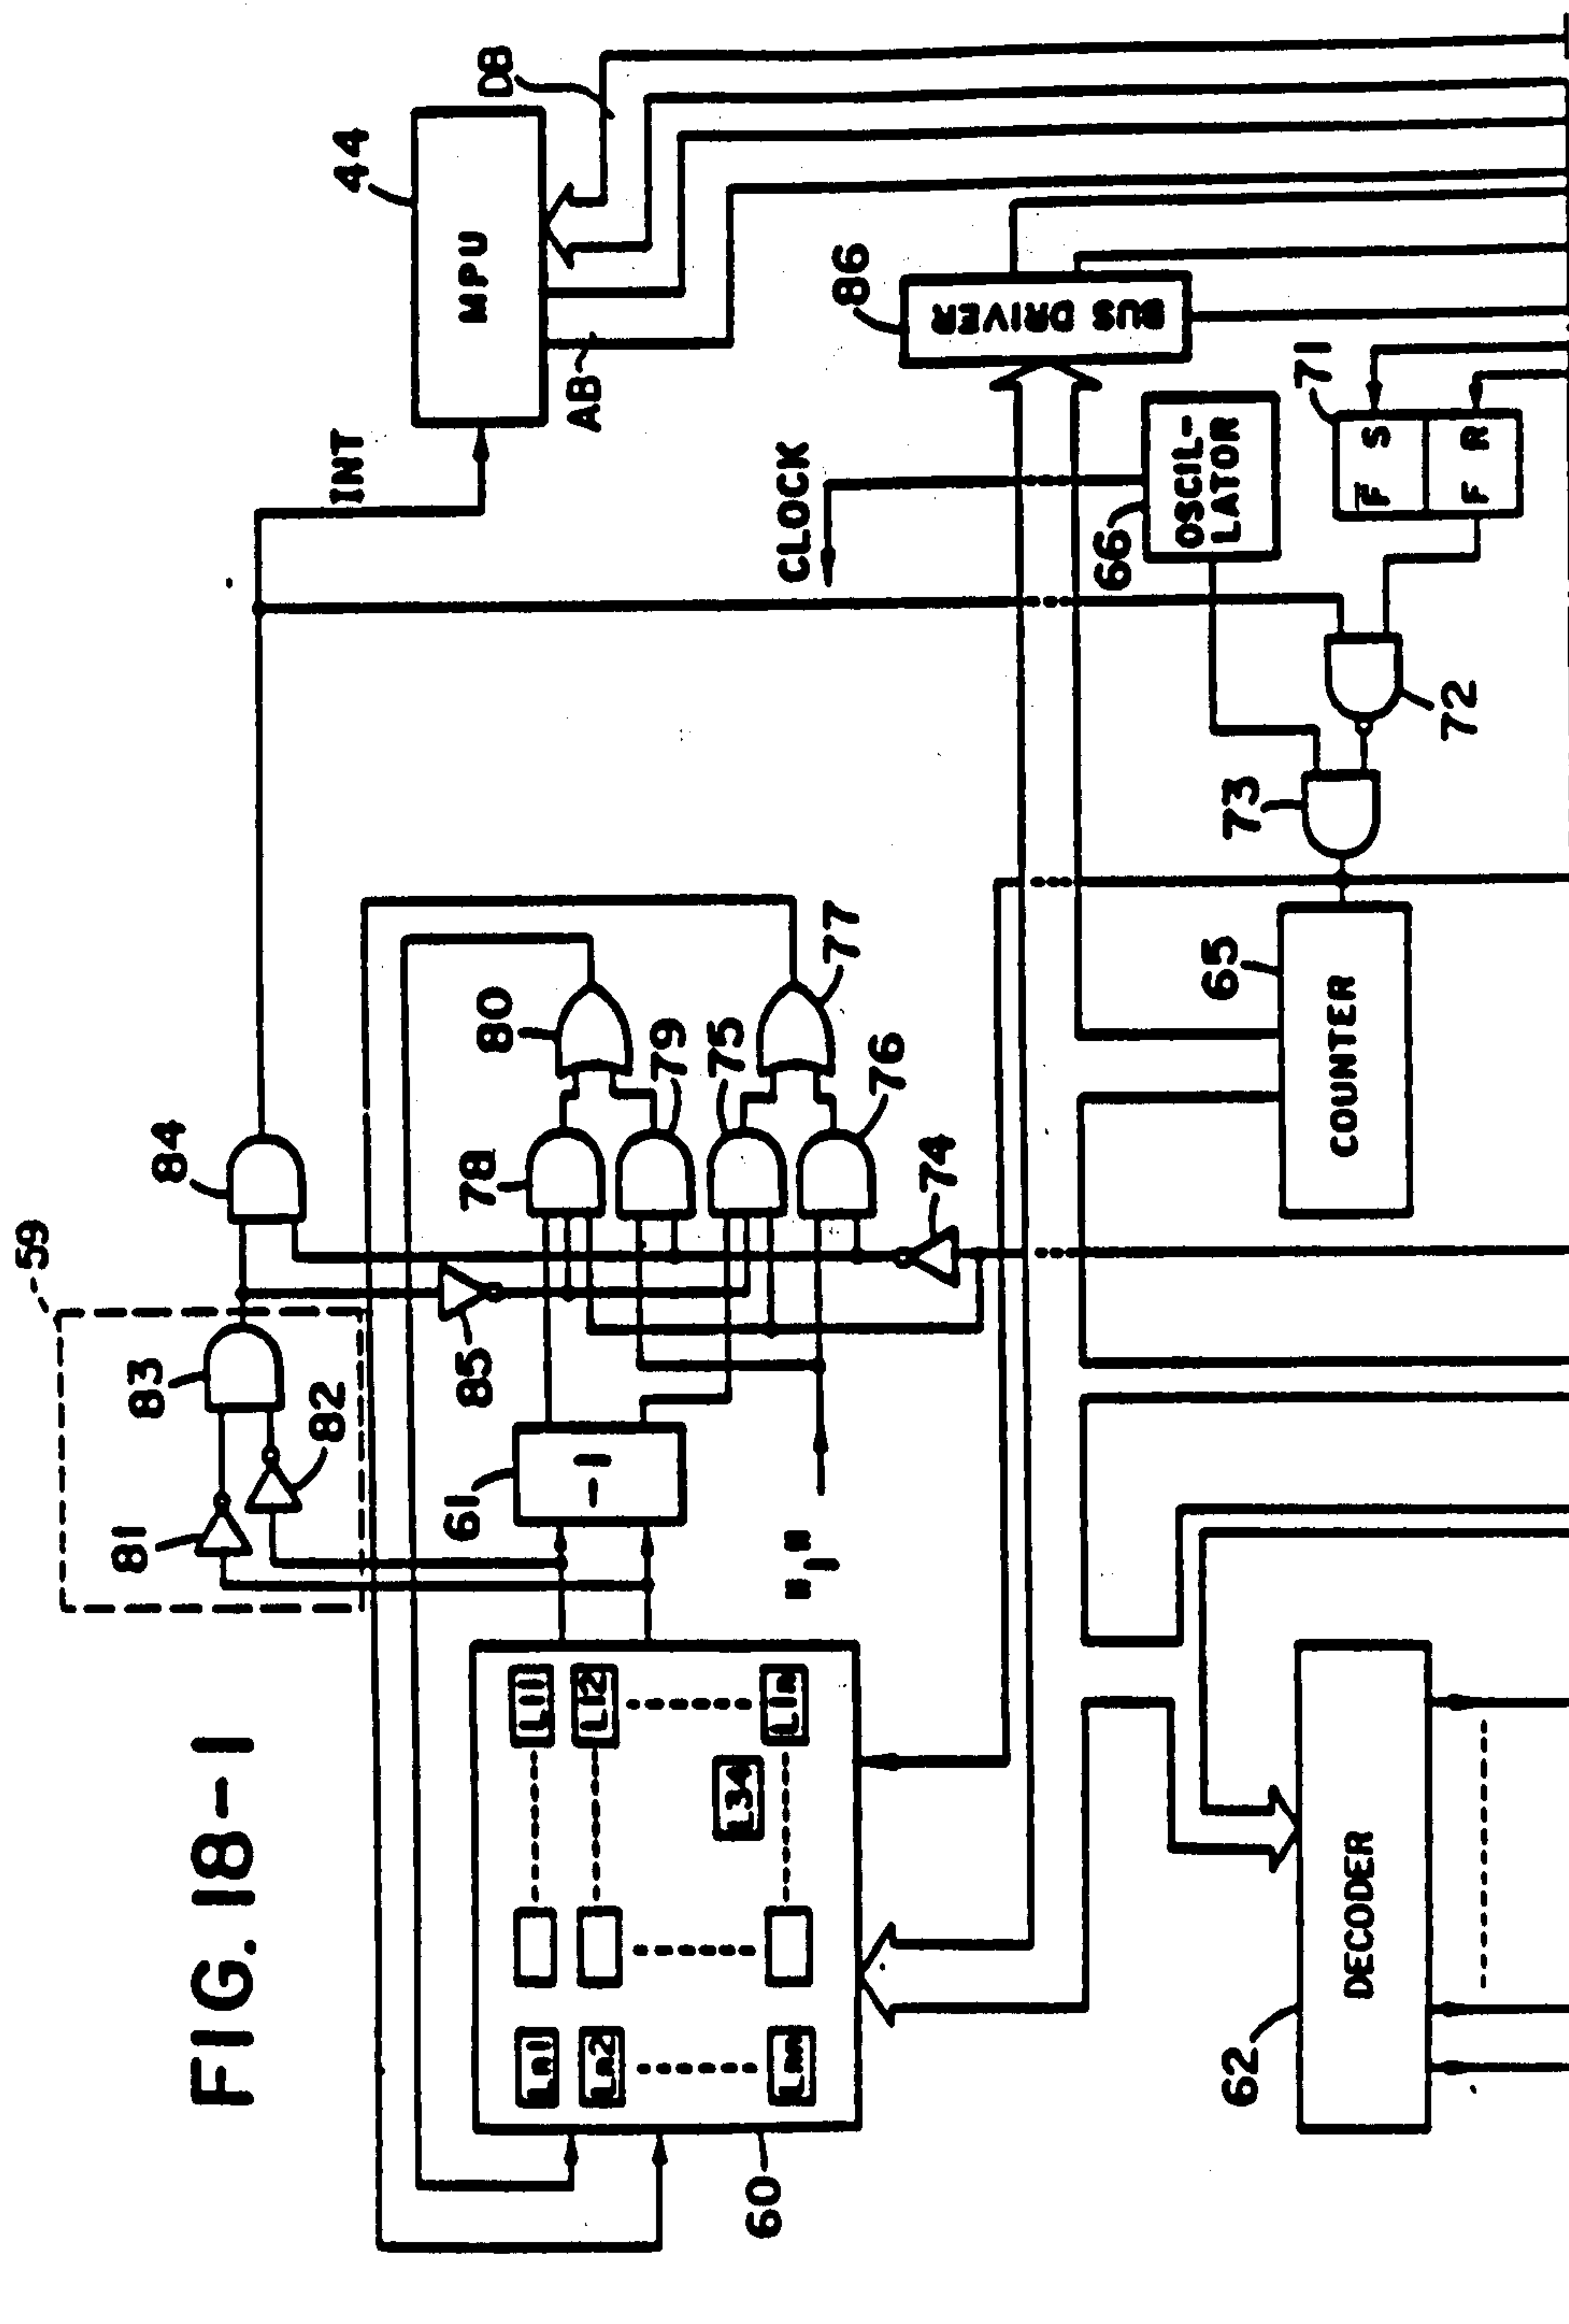 FIG. 18-1
59
81
82
83
84
INT
44
MPU
DB
AB
85
61
-1
"1"
78
80
79
75
77
76
74
60
L11
L12
L1n
L34
Ln1
Ln2
Lnn
CLOCK
86
BUS DRIVER
66
OSCIL-
LATOR
71
F̅ S
F R
72
73
65
COUNTER
62
DECODER